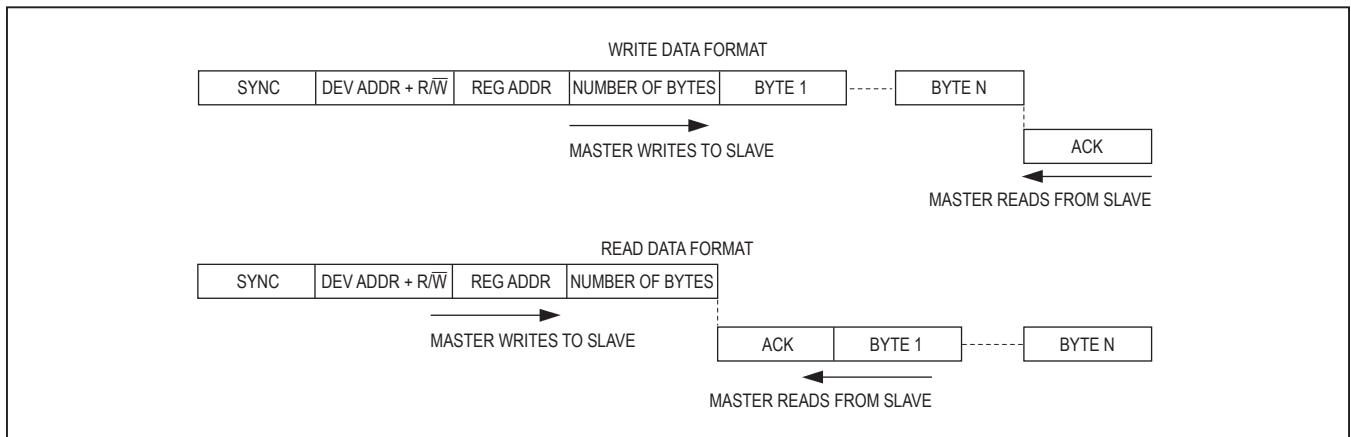 WRITE DATA FORMAT
SYNC DEV ADDR + R/W̅ REG ADDR NUMBER OF BYTES BYTE 1 BYTE N
MASTER WRITES TO SLAVE
ACK
MASTER READS FROM SLAVE
READ DATA FORMAT
SYNC DEV ADDR + R/W̅ REG ADDR NUMBER OF BYTES
MASTER WRITES TO SLAVE
ACK BYTE 1 BYTE N
MASTER READS FROM SLAVE